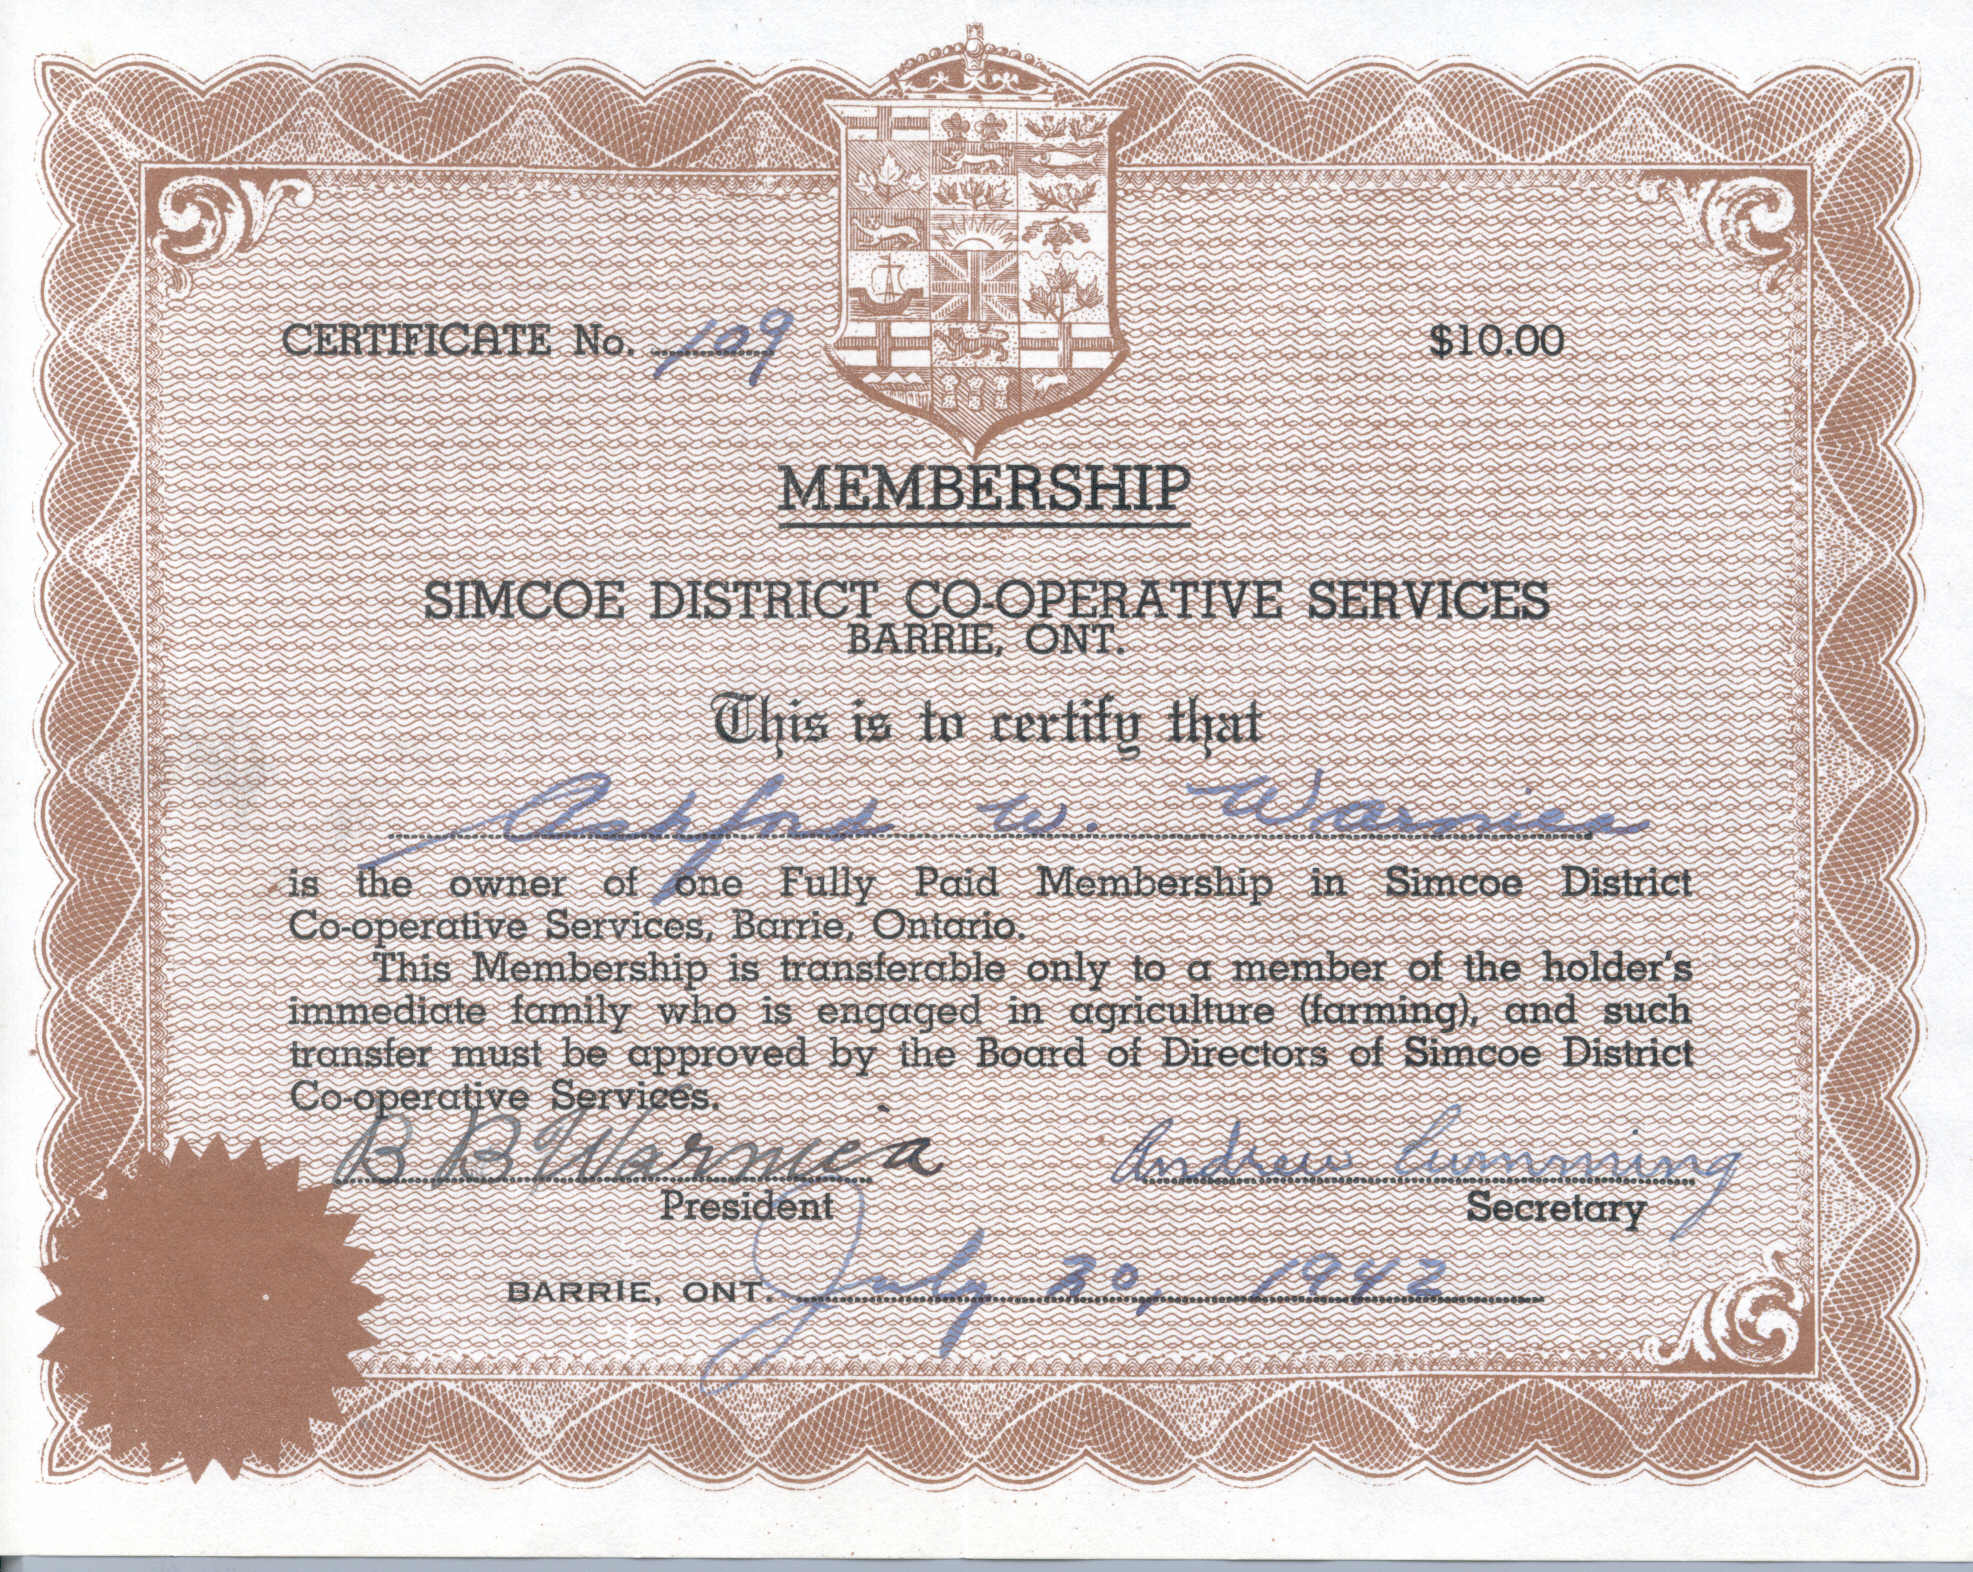 CERTIFICATE No. 109
$10.00
MEMBERSHIP
SIMCOE DISTRICT CO-OPERATIVE SERVICES
BARRIE, ONT.
This is to certify that
W. Warnica
is the owner of one Fully Paid Membership in Simcoe District
Co-operative Services, Barrie, Ontario.
This Membership is transferable only to a member of the holder's
immediate family who is engaged in agriculture (farming), and such
transfer must be approved by the Board of Directors of Simcoe District
Co-operative Services.
B B Warnica
Andrew Cumming
President
Secretary
BARRIE, ONT. July 20, 1942